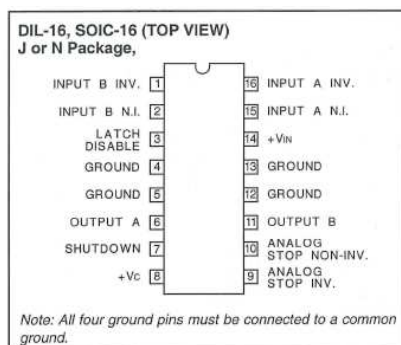 DIL-16, SOIC-16 (TOP VIEW)
J or N Package,
INPUT B INV. 1 16 INPUT A INV.
INPUT B N.I. 2 15 INPUT A N.I.
LATCH DISABLE 3 14 +VIN
GROUND 4 13 GROUND
GROUND 5 12 GROUND
OUTPUT A 6 11 OUTPUT B
SHUTDOWN 7 10 ANALOG STOP NON-INV.
+VC 8 9 ANALOG STOP INV.
Note: All four ground pins must be connected to a common
ground.